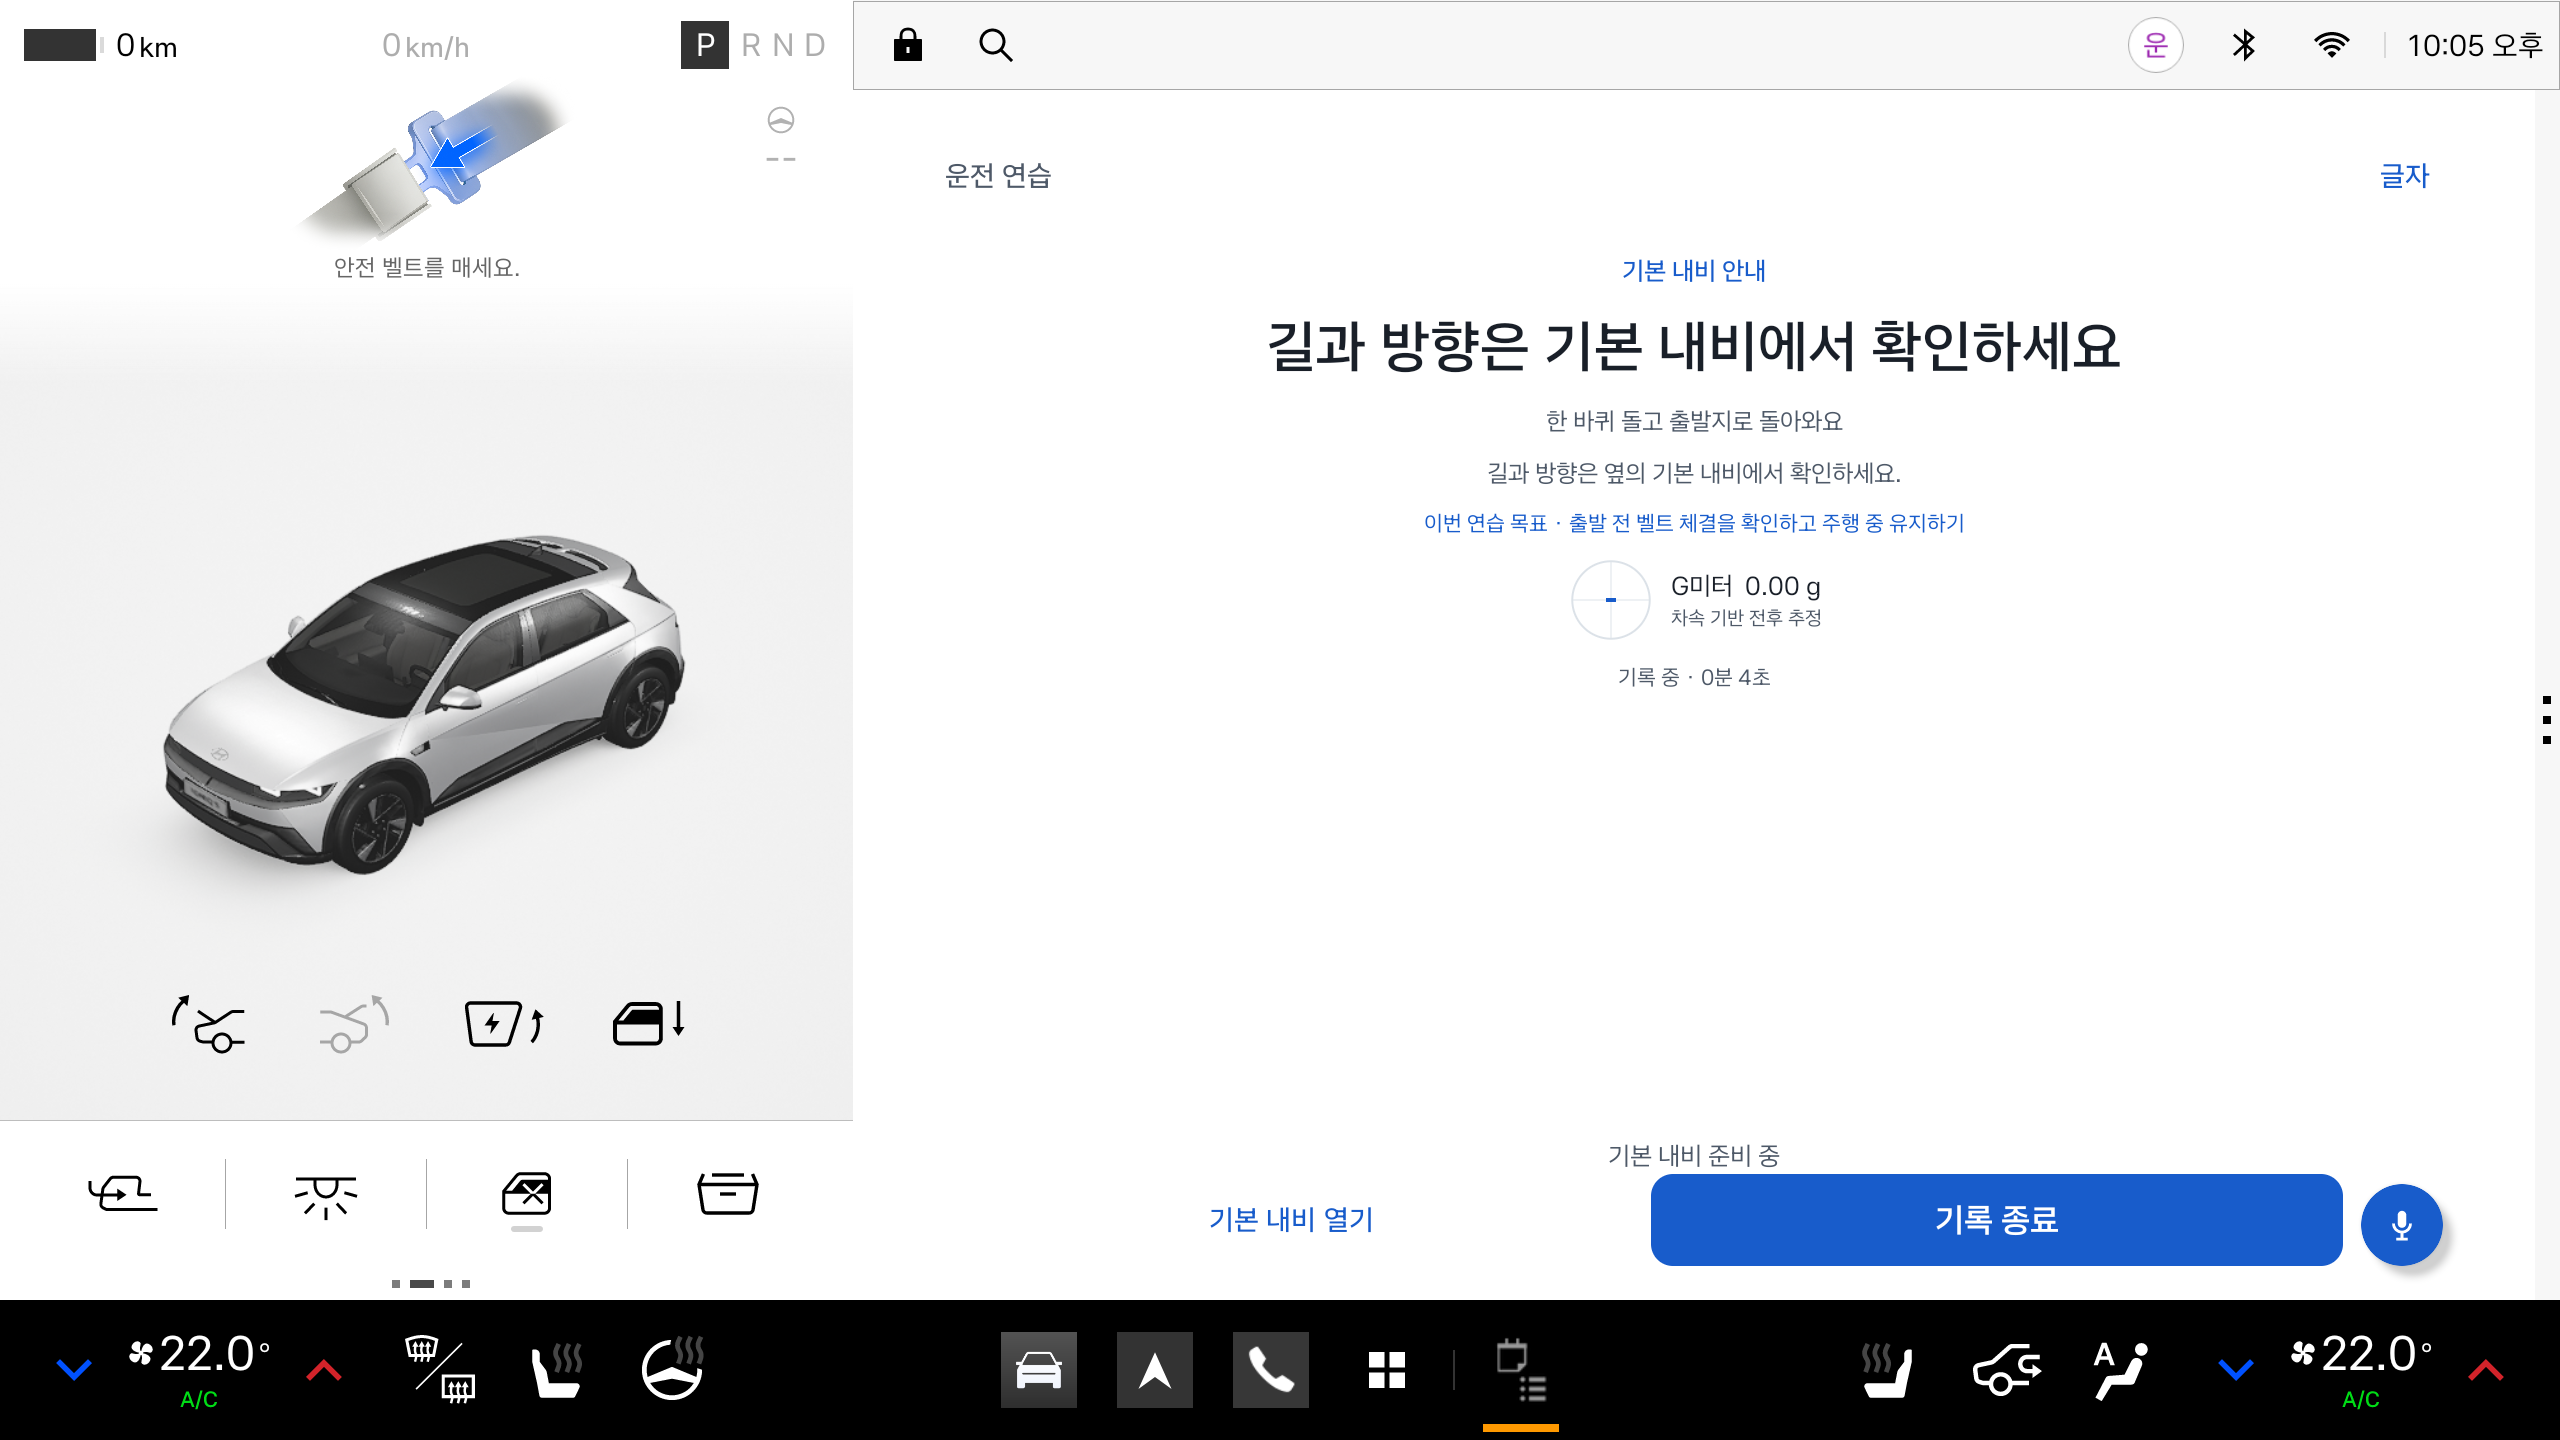 0 km
0 km/h
P R N D
운
10:05 오후
안전 벨트를 매세요.
운전 연습
글자
기본 내비 안내
길과 방향은 기본 내비에서 확인하세요
한 바퀴 돌고 출발지로 돌아와요
길과 방향은 옆의 기본 내비에서 확인하세요.
이번 연습 목표 · 출발 전 벨트 체결을 확인하고 주행 중 유지하기
G미터 0.00 g
차속 기반 전후 추정
기록 중 · 0분 4초
기본 내비 준비 중
기본 내비 열기
기록 종료
22.0°
A/C
A
22.0°
A/C